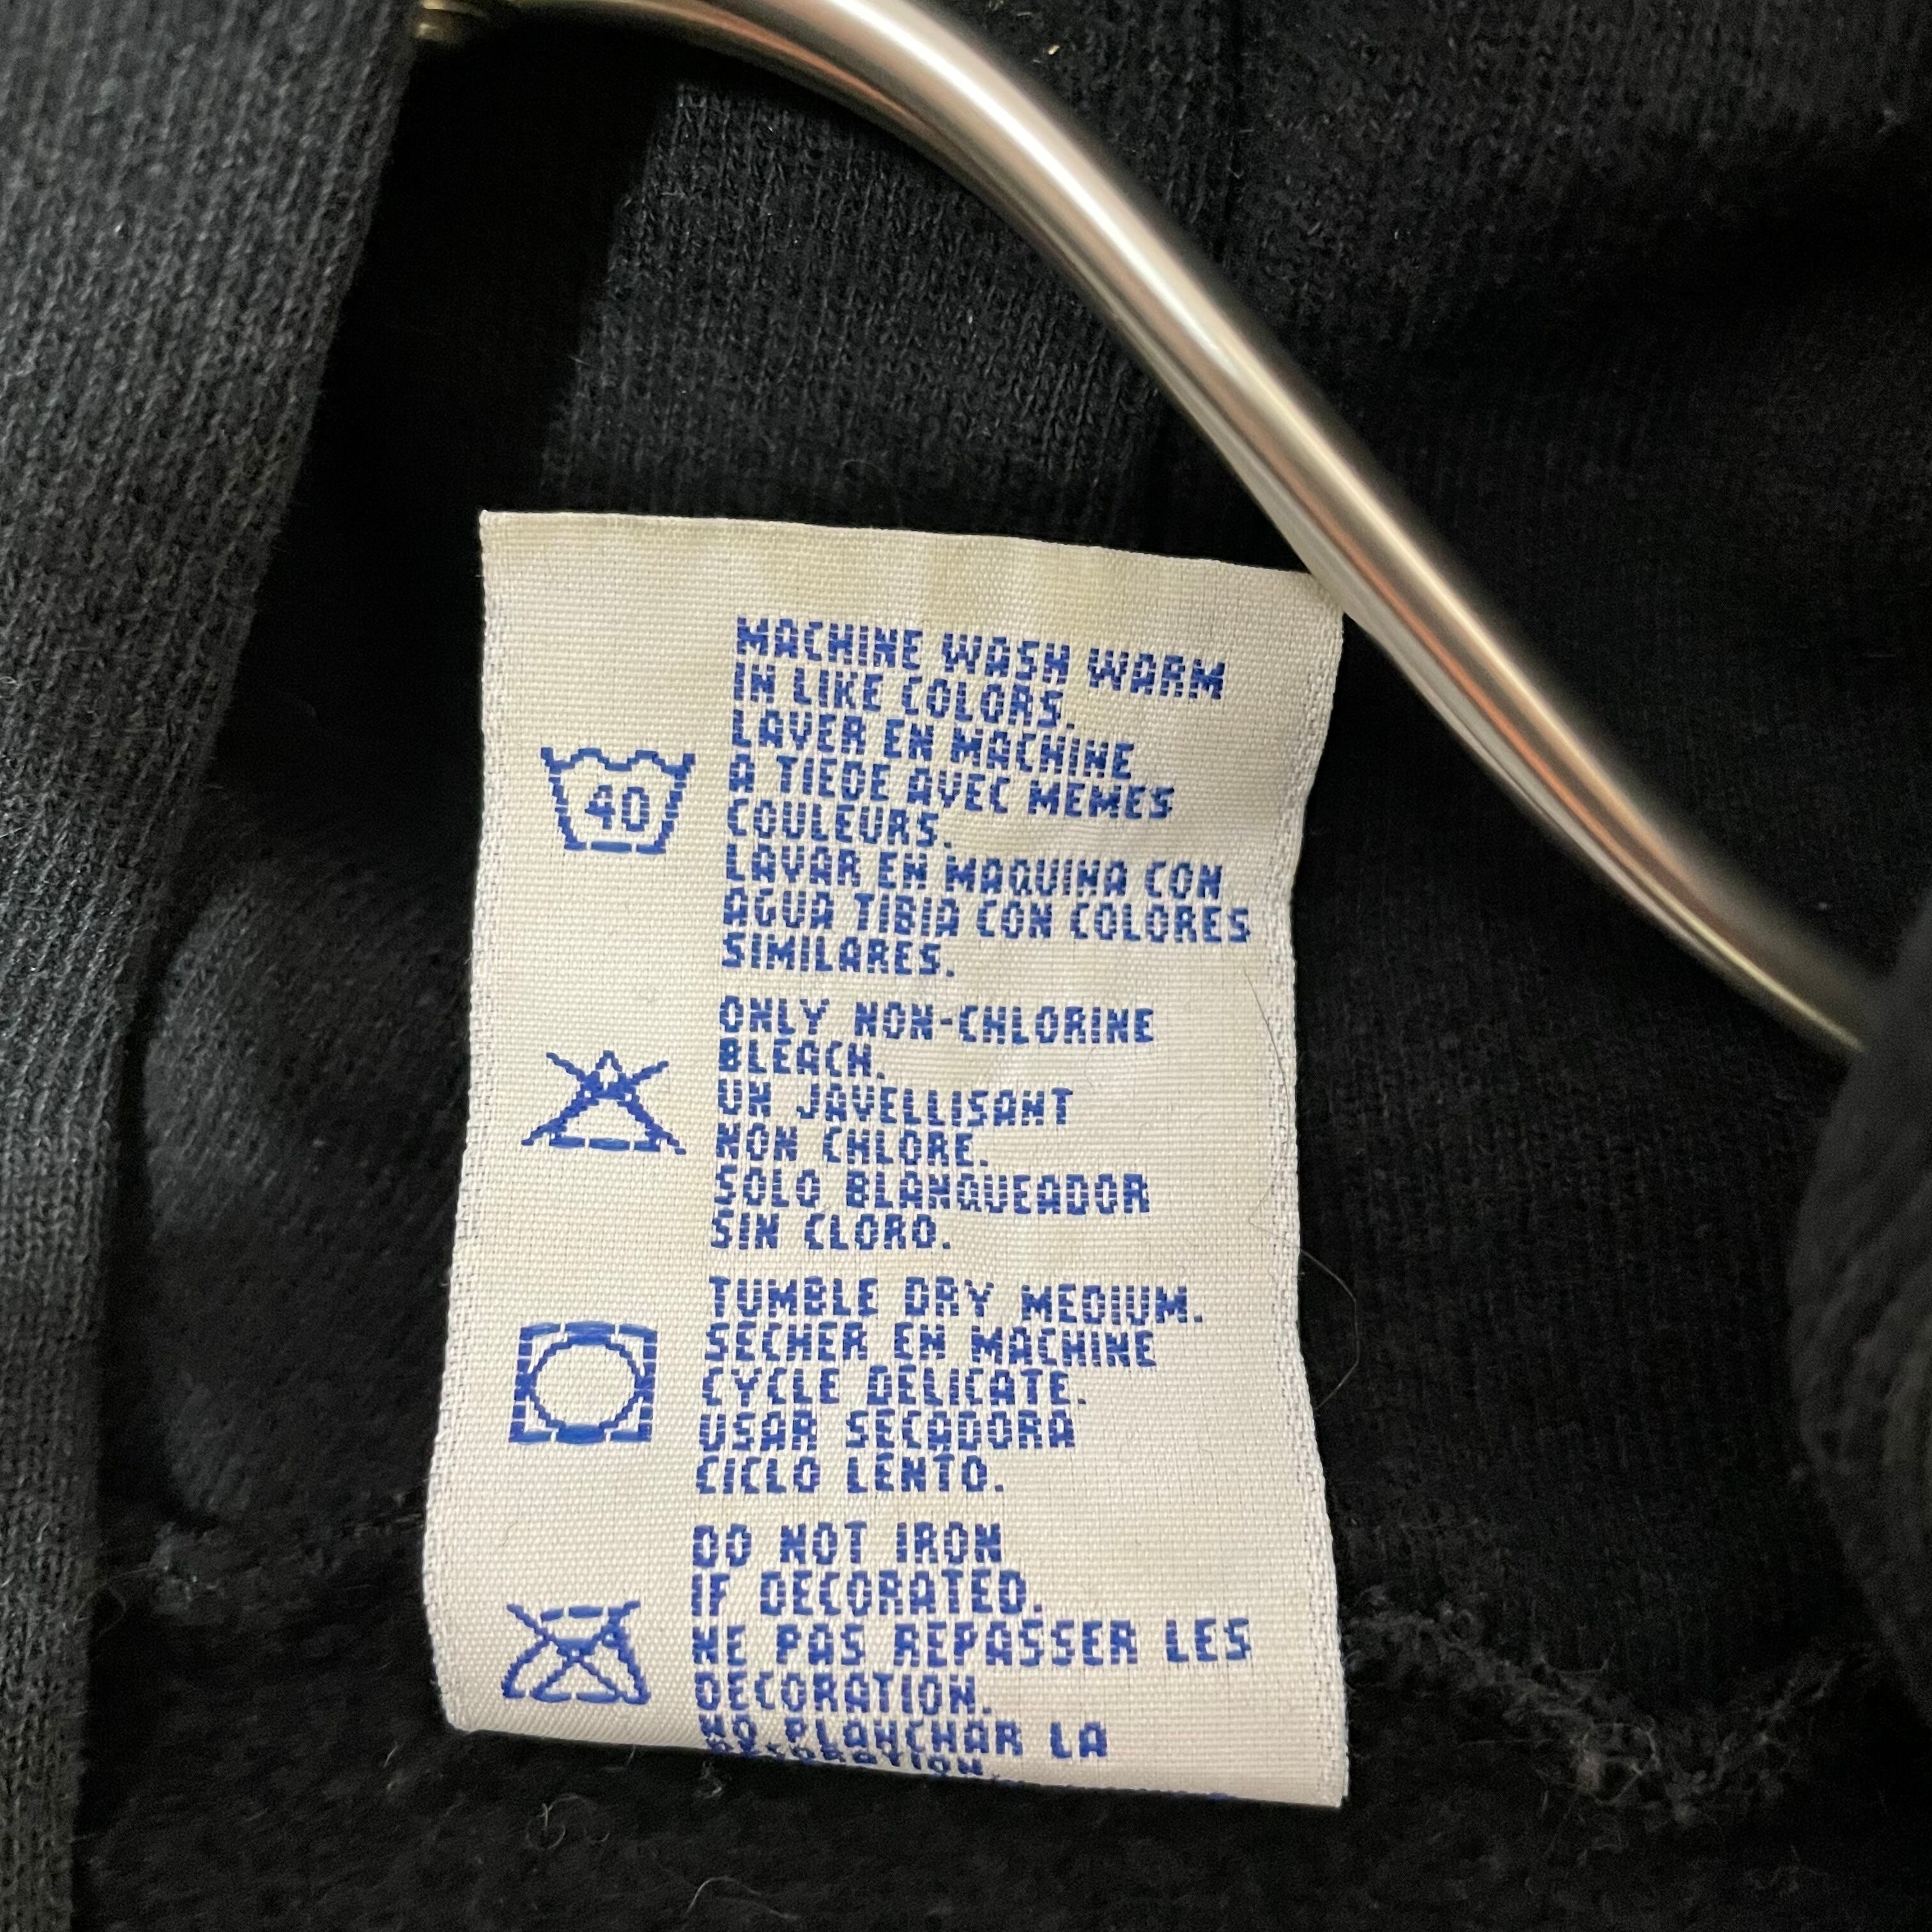 MACHINE WASH WARM
IN LIKE COLORS.
LAVER EN MACHINE
A TIEDE AVEC MEMES
COULEURS.
LAVAR EN MAQUINA CON
AGUA TIBIA CON COLORES
SIMILARES.
40
ONLY NON-CHLORINE
BLEACH.
UN JAVELLISANT
NON CHLORE.
SOLO BLANQUEADOR
SIN CLORO.
TUMBLE DRY MEDIUM.
SECHER EN MACHINE
CYCLE DELICATE.
USAR SECADORA
CICLO LENTO.
DO NOT IRON
IF DECORATED.
NE PAS REPASSER LES
DECORATION.
NO PLANCHAR LA